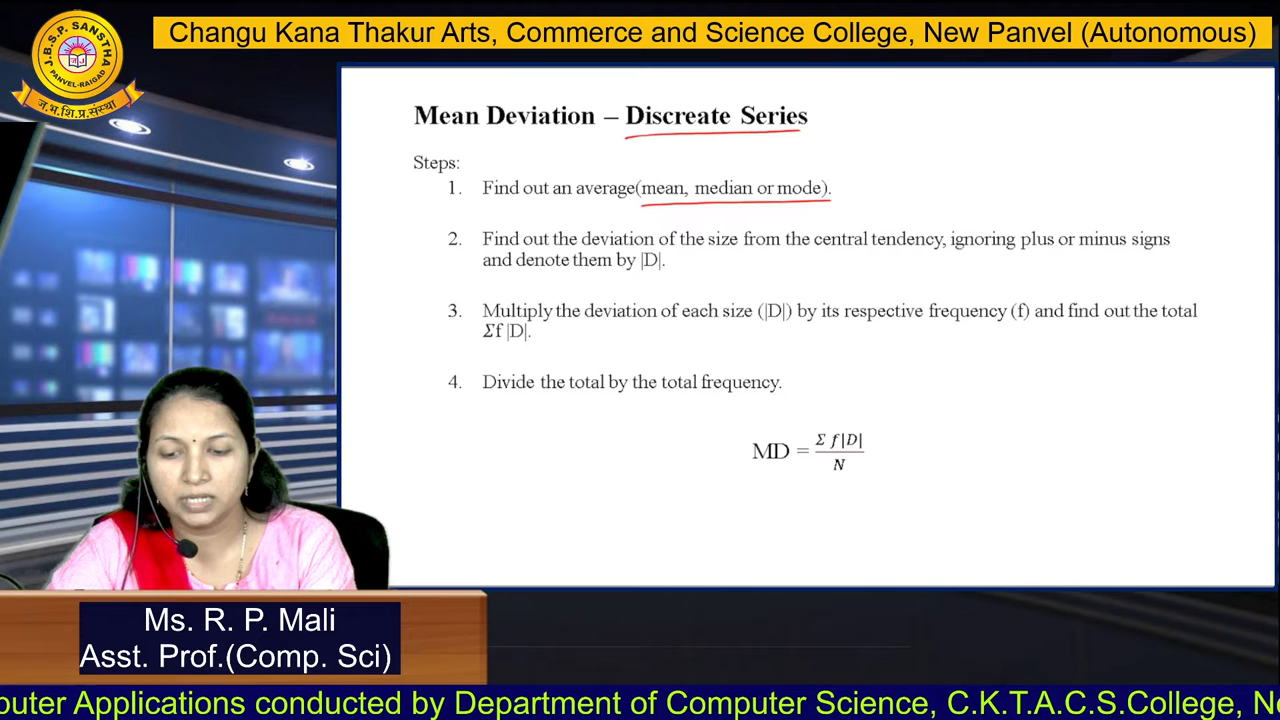 Changu Kana Thakur Arts, Commerce and Science College, New Panvel (Autonomous)
J.B.S.P. SANSTHA
PANVEL-RAIGAD
ज.भ.शि.प्र.संस्था
Mean Deviation – Discreate Series
Steps:
1. Find out an average(mean, median or mode).
2. Find out the deviation of the size from the central tendency, ignoring plus or minus signs
and denote them by |D|.
3. Multiply the deviation of each size (|D|) by its respective frequency (f) and find out the total
Σf |D|.
4. Divide the total by the total frequency.
MD = Σ f|D| / N
Ms. R. P. Mali
Asst. Prof.(Comp. Sci)
puter Applications conducted by Department of Computer Science, C.K.T.A.C.S.College, Ne